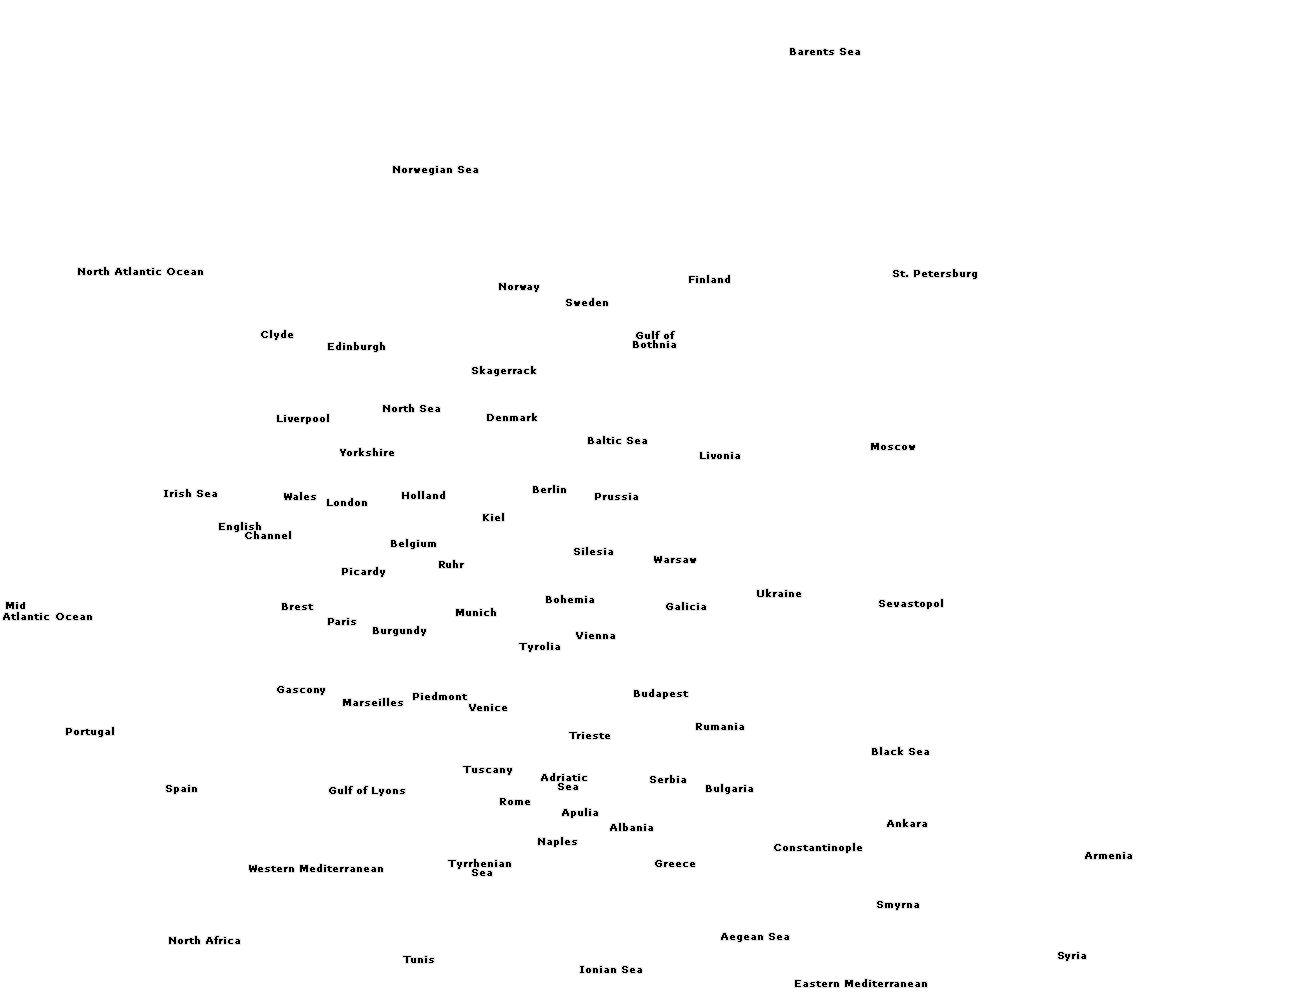 Barents Sea
Norwegian Sea
North Atlantic Ocean
St. Petersburg
Finland
Norway
Sweden
Clyde
Gulf of
Bothnia
Edinburgh
Skagerrack
North Sea
Liverpool
Denmark
Baltic Sea
Moscow
Yorkshire
Livonia
Berlin
Irish Sea
Wales
Holland
Prussia
London
Kiel
English
Channel
Belgium
Silesia
Warsaw
Ruhr
Picardy
Ukraine
Bohemia
Sevastopol
Mid
Atlantic Ocean
Brest
Galicia
Munich
Paris
Burgundy
Vienna
Tyrolia
Gascony
Budapest
Piedmont
Marseilles
Venice
Rumania
Portugal
Trieste
Black Sea
Tuscany
Adriatic
Sea
Serbia
Spain
Gulf of Lyons
Bulgaria
Rome
Apulia
Ankara
Albania
Naples
Constantinople
Armenia
Tyrrhenian
Sea
Greece
Western Mediterranean
Smyrna
Aegean Sea
North Africa
Syria
Tunis
Ionian Sea
Eastern Mediterranean